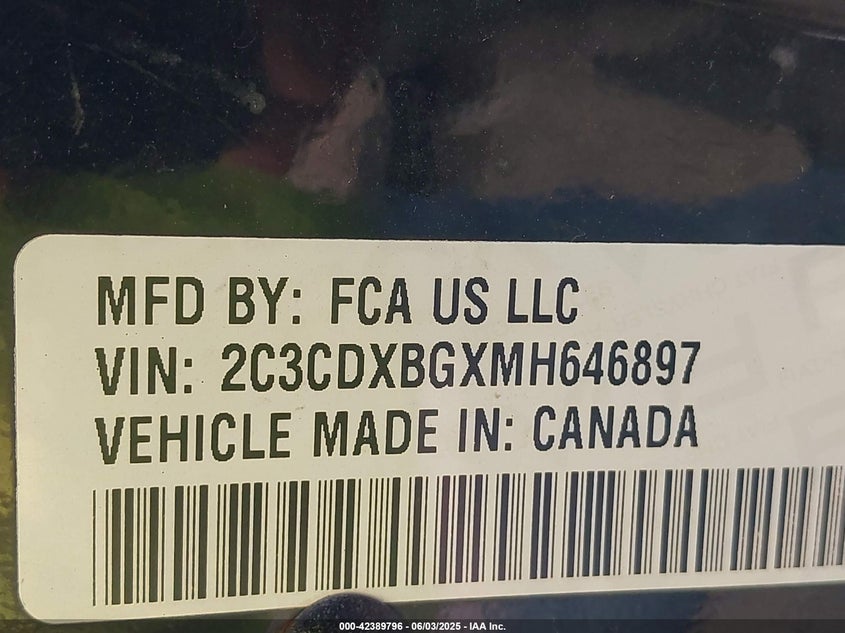 MFD BY: FCA US LLC
VIN: 2C3CDXBGXMH646897
VEHICLE MADE IN: CANADA
000-42389796 - 06/03/2025 - IAA Inc.